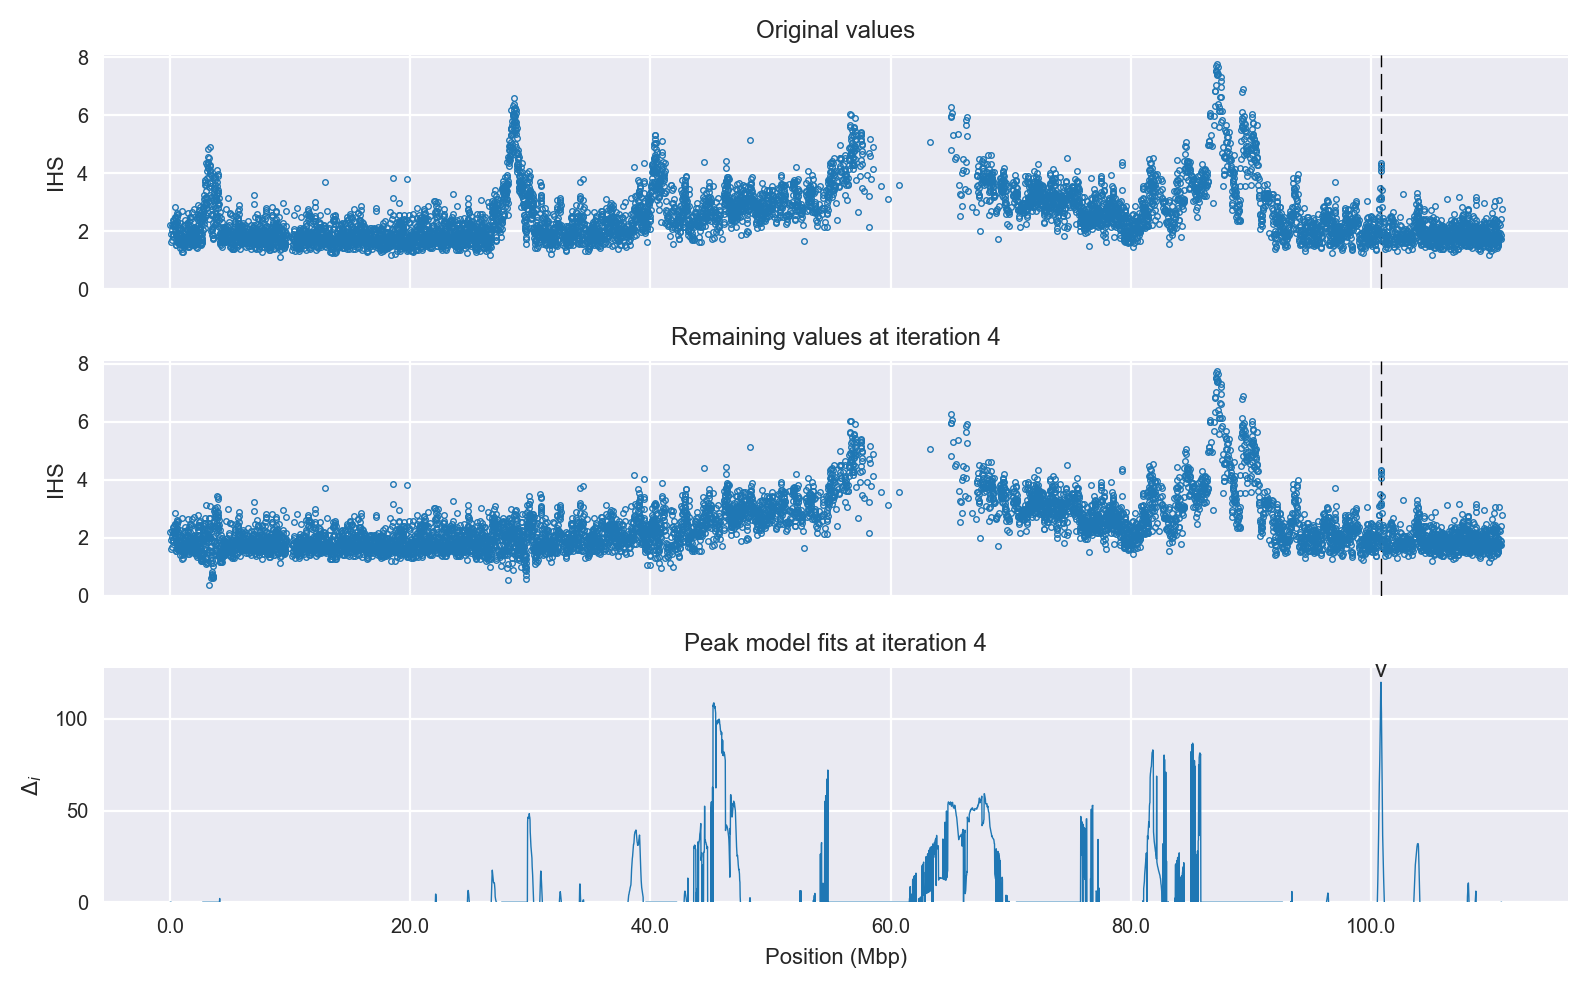 Original values
8
6
4
2
0
IHS
Remaining values at iteration 4
8
6
4
2
0
IHS
Peak model fits at iteration 4
v
100
50
0
Δi
0.0 20.0 40.0 60.0 80.0 100.0
Position (Mbp)